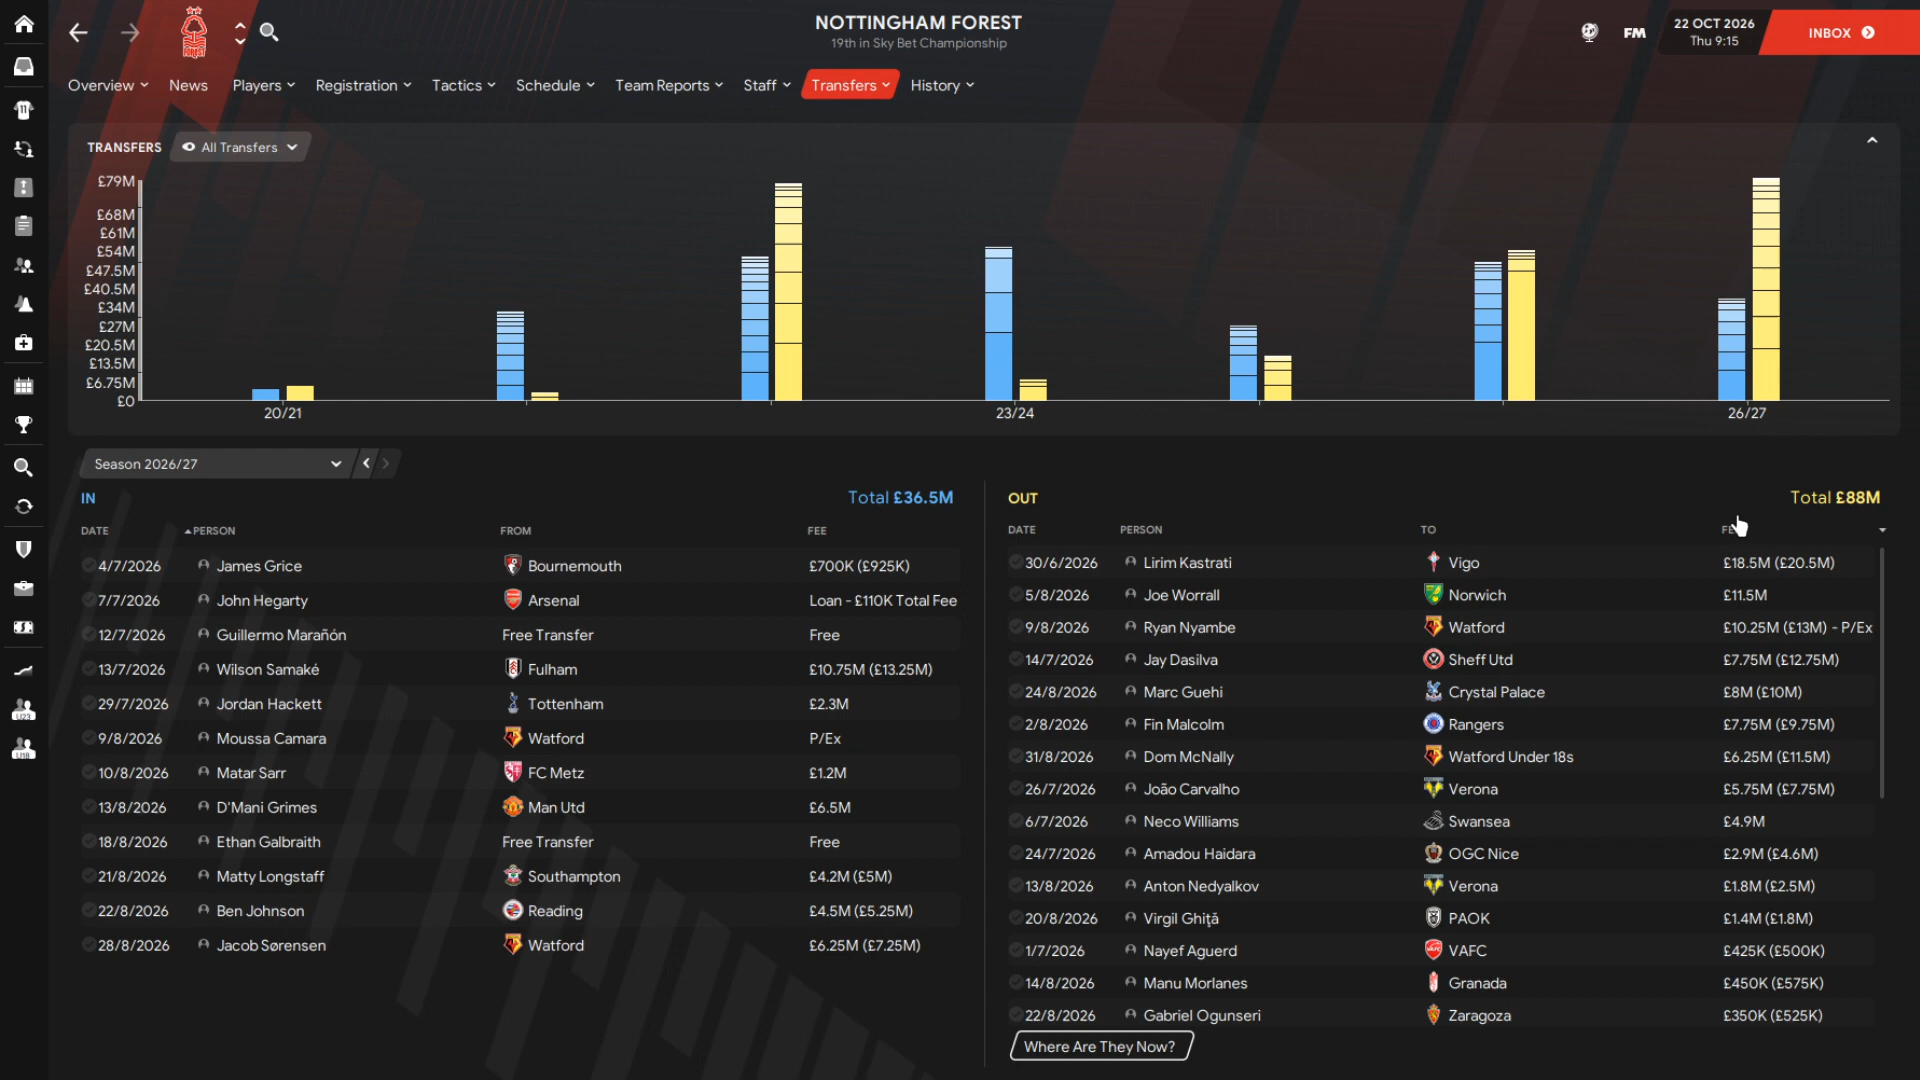 NOTTINGHAM FOREST
19th in Sky Bet Championship
FM
22 OCT 2026
Thu 9:15
INBOX
Overview News Players Registration Tactics Schedule Team Reports Staff Transfers History
TRANSFERS All Transfers
£79M
£68M
£61M
£54M
£47.5M
£40.5M
£34M
£27M
£20.5M
£13.5M
£6.75M
£0
20/21 23/24 26/27
Season 2026/27
IN Total £36.5M
DATE PERSON FROM FEE
4/7/2026 James Grice Bournemouth £700K (£925K)
7/7/2026 John Hegarty Arsenal Loan - £110K Total Fee
12/7/2026 Guillermo Marañón Free Transfer Free
13/7/2026 Wilson Samaké Fulham £10.75M (£13.25M)
29/7/2026 Jordan Hackett Tottenham £2.3M
9/8/2026 Moussa Camara Watford P/Ex
10/8/2026 Matar Sarr FC Metz £1.2M
13/8/2026 D'Mani Grimes Man Utd £6.5M
18/8/2026 Ethan Galbraith Free Transfer Free
21/8/2026 Matty Longstaff Southampton £4.2M (£5M)
22/8/2026 Ben Johnson Reading £4.5M (£5.25M)
28/8/2026 Jacob Sørensen Watford £6.25M (£7.25M)
OUT Total £88M
DATE PERSON TO
30/6/2026 Lirim Kastrati Vigo £18.5M (£20.5M)
5/8/2026 Joe Worrall Norwich £11.5M
9/8/2026 Ryan Nyambe Watford £10.25M (£13M) - P/Ex
14/7/2026 Jay Dasilva Sheff Utd £7.75M (£12.75M)
24/8/2026 Marc Guehi Crystal Palace £8M (£10M)
2/8/2026 Fin Malcolm Rangers £7.75M (£9.75M)
31/8/2026 Dom McNally Watford Under 18s £6.25M (£11.5M)
26/7/2026 João Carvalho Verona £5.75M (£7.75M)
6/7/2026 Neco Williams Swansea £4.9M
24/7/2026 Amadou Haidara OGC Nice £2.9M (£4.6M)
13/8/2026 Anton Nedyalkov Verona £1.8M (£2.5M)
20/8/2026 Virgil Ghiţă PAOK £1.4M (£1.8M)
1/7/2026 Nayef Aguerd VAFC £425K (£500K)
14/8/2026 Manu Morlanes Granada £450K (£575K)
22/8/2026 Gabriel Ogunseri Zaragoza £350K (£525K)
Where Are They Now?
FOREST
11
U23
U18